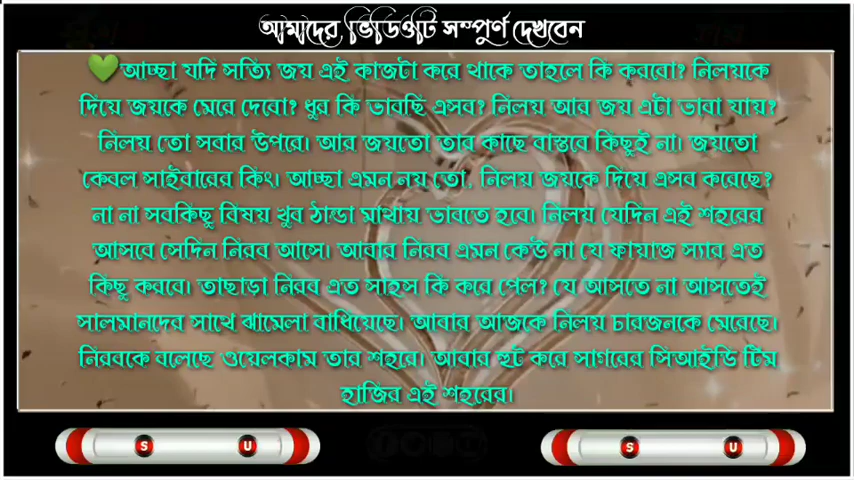 আমাদের ভিডিওটি সম্পুর্ণ দেখবেন
💚আচ্ছা যদি সত্যি জয় এই কাজটা করে থাকে তাহলে কি করবো? নিলয়কে
দিয়ে জয়কে মেরে দেবো? ধুর কি ভাবছি এসব? নিলয় আর জয় এটা ভাবা যায়?
নিলয় তো সবার উপরে। আর জয়তো তার কাছে বাস্তবে কিছুই না। জয়তো
কেবল সাইবারের কিং। আচ্ছা এমন নয় তো, নিলয় জয়কে দিয়ে এসব করেছে?
না না সবকিছু বিষয় খুব ঠান্ডা মাথায় ভাবতে হবে। নিলয় যেদিন এই শহরের
আসবে সেদিন নিরব আসে। আবার নিরব এমন কেউ না যে ফায়াজ স্যার এত
কিছু করবে। তাছাড়া নিরব এত সাহস কি করে পেল? যে আসতে না আসতেই
সালমানদের সাথে ঝামেলা বাধিয়েছে। আবার আজকে নিলয় চারজনকে মেরেছে।
নিরবকে বলেছে ওয়েলকাম তার শহরে। আবার হুট করে সাগরের সিআইডি টিম
হাজির এই শহরের।
S U S U